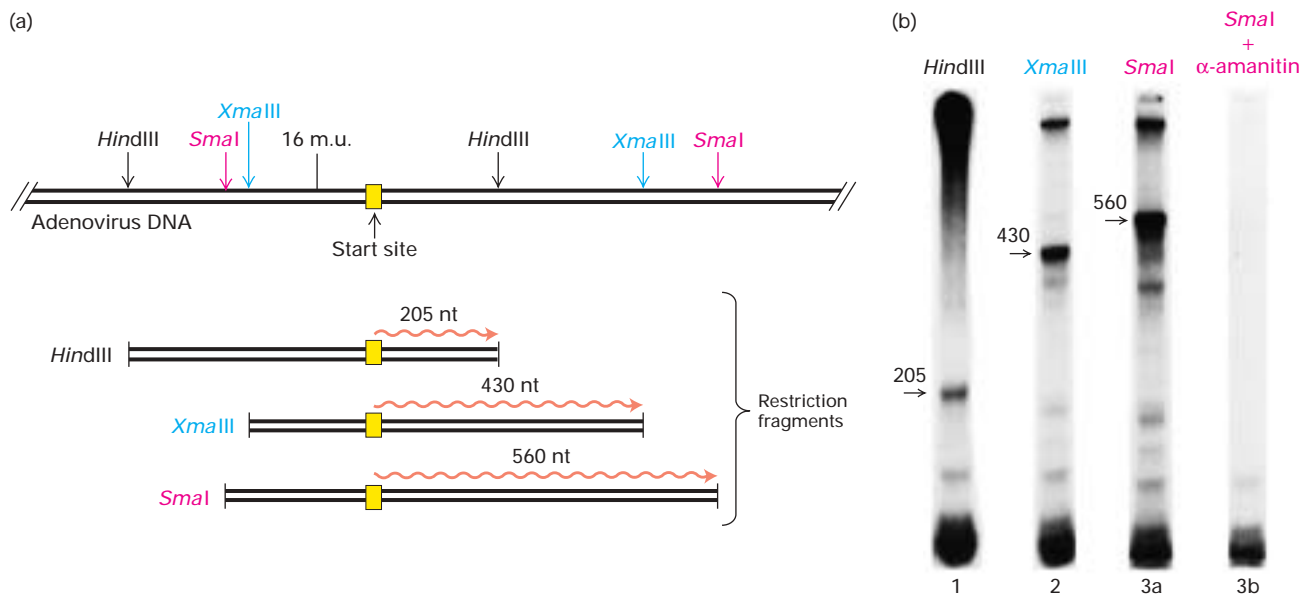 (a)
XmaIII
HindIII
SmaI
16 m.u.
HindIII
XmaIII
SmaI
Adenovirus DNA
Start site
205 nt
HindIII
430 nt
XmaIII
560 nt
SmaI
Restriction
fragments
(b)
SmaI
+
HindIII
XmaIII
SmaI
α-amanitin
560
430
205
1
2
3a
3b